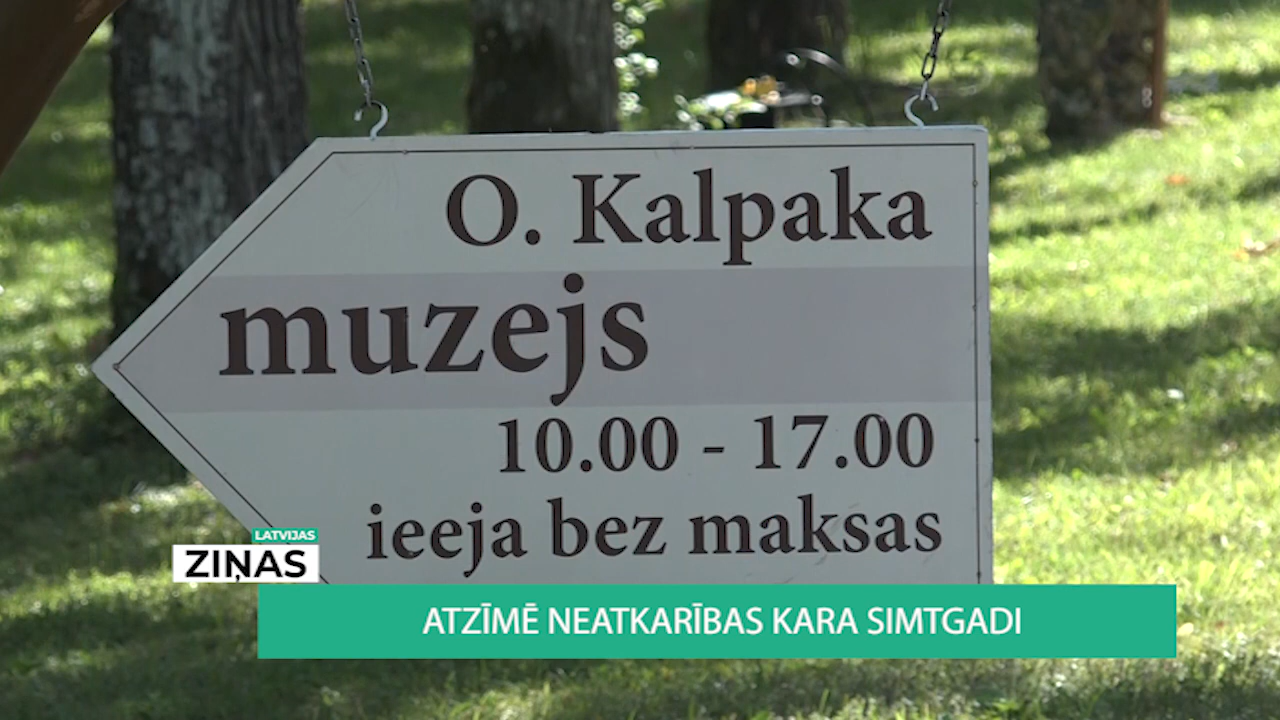 O. Kalpaka
muzejs
10.00 - 17.00
ieeja bez maksas
LATVIJAS
ZIŅAS
ATZĪMĒ NEATKARĪBAS KARA SIMTGADI